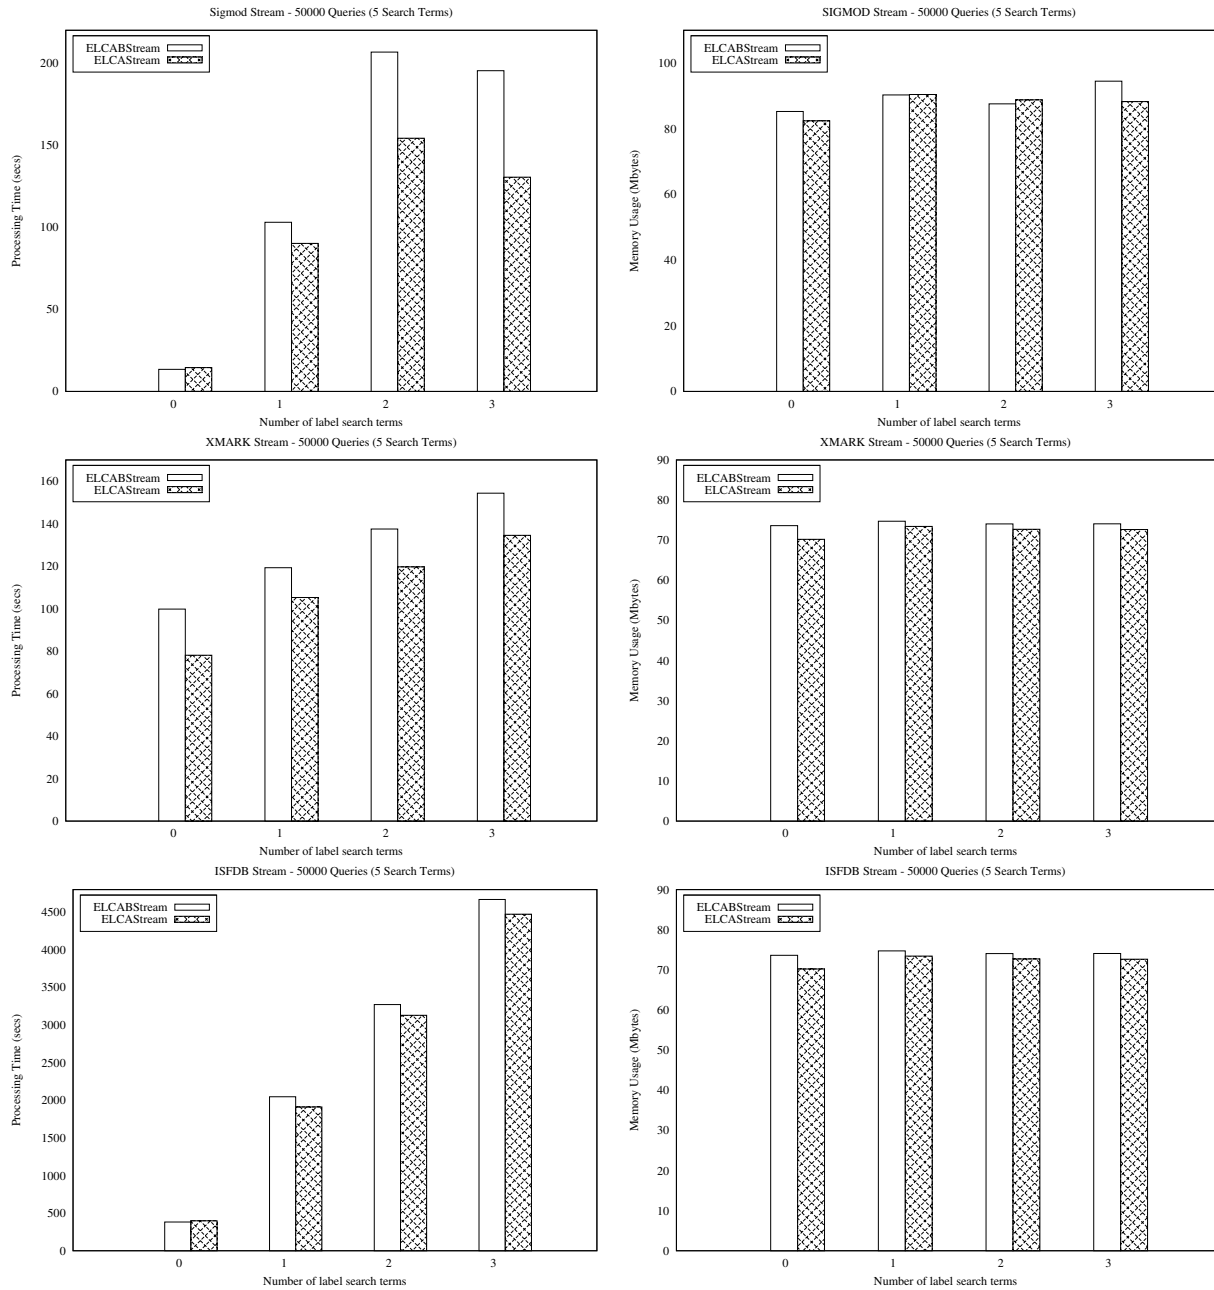 Sigmod Stream - 50000 Queries (5 Search Terms)
ELCABStream
ELCAStream
Processing Time (secs)
200
150
100
50
0
0 1 2 3
Number of label search terms
SIGMOD Stream - 50000 Queries (5 Search Terms)
ELCABStream
ELCAStream
Memory Usage (Mbytes)
100
80
60
40
20
0
0 1 2 3
Number of label search terms
XMARK Stream - 50000 Queries (5 Search Terms)
ELCABStream
ELCAStream
Processing Time (secs)
160
140
120
100
80
60
40
20
0
0 1 2 3
Number of label search terms
XMARK Stream - 50000 Queries (5 Search Terms)
ELCABStream
ELCAStream
Memory Usage (Mbytes)
90
80
70
60
50
40
30
20
10
0
0 1 2 3
Number of label search terms
ISFDB Stream - 50000 Queries (5 Search Terms)
ELCABStream
ELCAStream
Processing Time (secs)
4500
4000
3500
3000
2500
2000
1500
1000
500
0
0 1 2 3
Number of label search terms
ISFDB Stream - 50000 Queries (5 Search Terms)
ELCABStream
ELCAStream
Memory Usage (Mbytes)
90
80
70
60
50
40
30
20
10
0
0 1 2 3
Number of label search terms